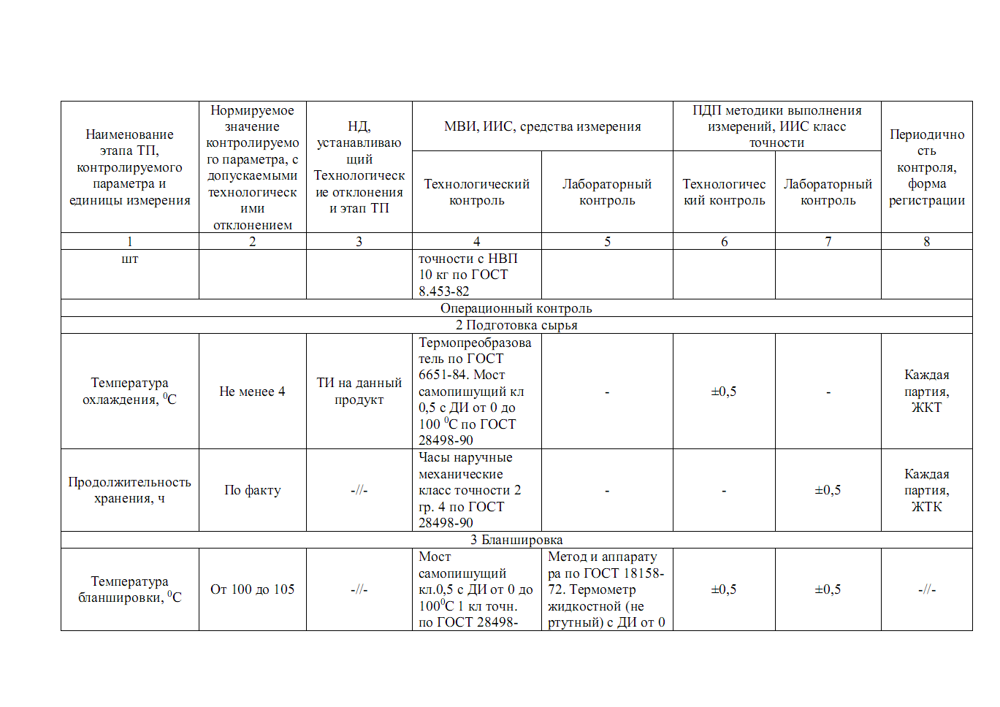 Наименование
этапа ТП,
контролируемого
параметра и
единицы измерения
Нормируемое
значение
контролируемо
го параметра, с
допускаемыми
технологическ
ими
отклонением
НД,
устанавливаю
щий
Технологическ
ие отклонения
и этап ТП
МВИ, ИИС, средства измерения
ПДП методики выполнения
измерений, ИИС класс
точности
Периодично
сть
контроля,
форма
регистрации
Технологический
контроль
Лабораторный
контроль
Технологичес
кий контроль
Лабораторный
контроль
1
2
3
4
5
6
7
8
шт
точности с НВП
10 кг по ГОСТ
8.453-82
Операционный контроль
2 Подготовка сырья
Температура
охлаждения, ⁰С
Не менее 4
ТИ на данный
продукт
Термопреобразова
тель по ГОСТ
6651-84. Мост
самопишущий кл
0,5 с ДИ от 0 до
100 ⁰С по ГОСТ
28498-90
-
±0,5
-
Каждая
партия,
ЖКТ
Продолжительность
хранения, ч
По факту
-//-
Часы наручные
механические
класс точности 2
гр. 4 по ГОСТ
28498-90
-
-
±0,5
Каждая
партия,
ЖТК
3 Бланшировка
Температура
бланшировки, ⁰С
От 100 до 105
-//-
Мост
самопишущий
кл.0,5 с ДИ от 0 до
100⁰С 1 кл точн.
по ГОСТ 28498-
Метод и аппарату
ра по ГОСТ 18158-
72. Термометр
жидкостной (не
ртутный) с ДИ от 0
±0,5
±0,5
-//-